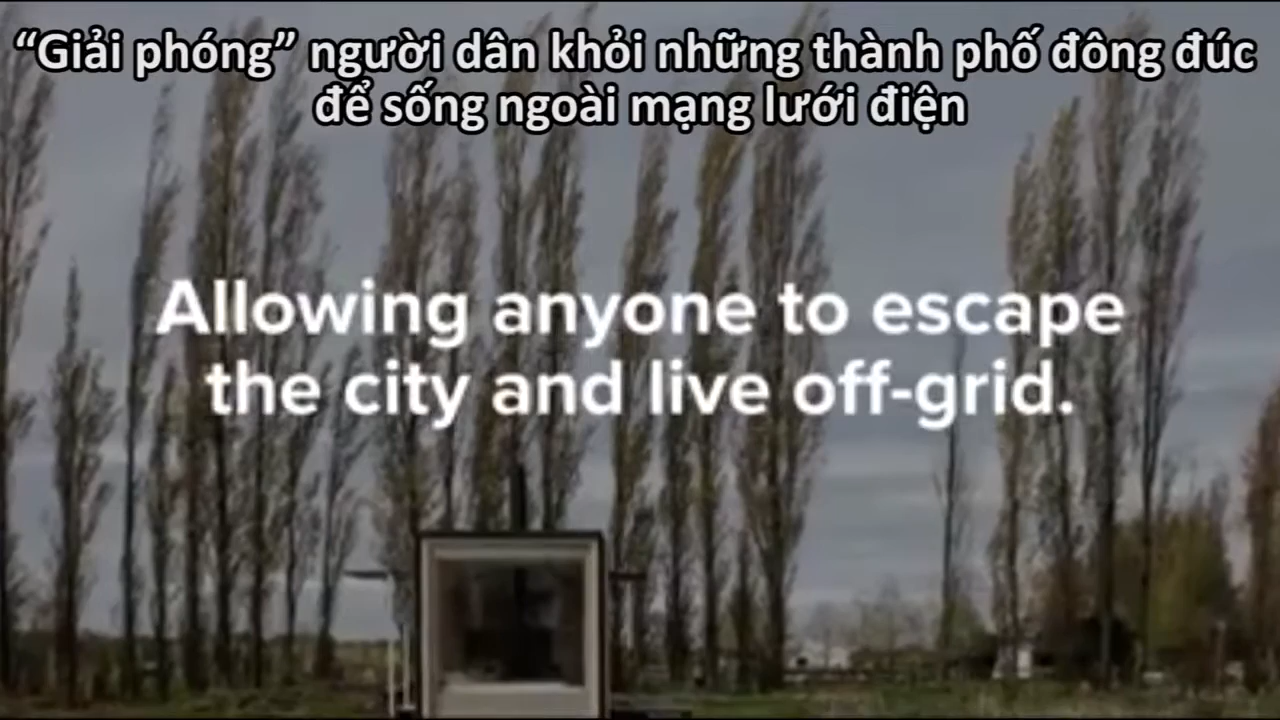 “Giải phóng” người dân khỏi những thành phố đông đúc
để sống ngoài mạng lưới điện
Allowing anyone to escape
the city and live off-grid.